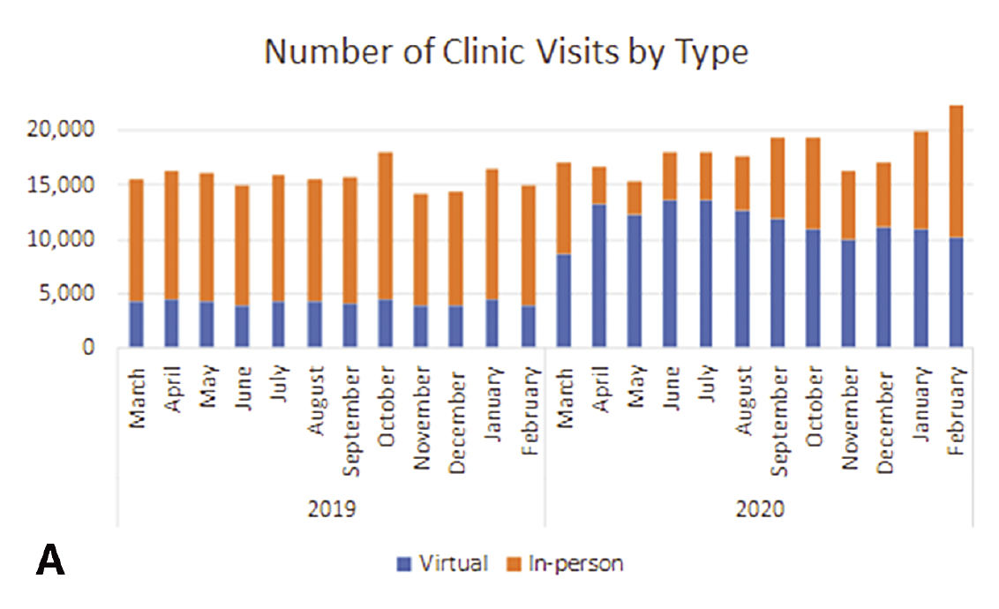 Number of Clinic Visits by Type
20,000
15,000
10,000
5,000
0
March
April
May
June
July
August
September
October
November
December
January
February
March
April
May
June
July
August
September
October
November
December
January
February
2019
2020
A
Virtual
In-person